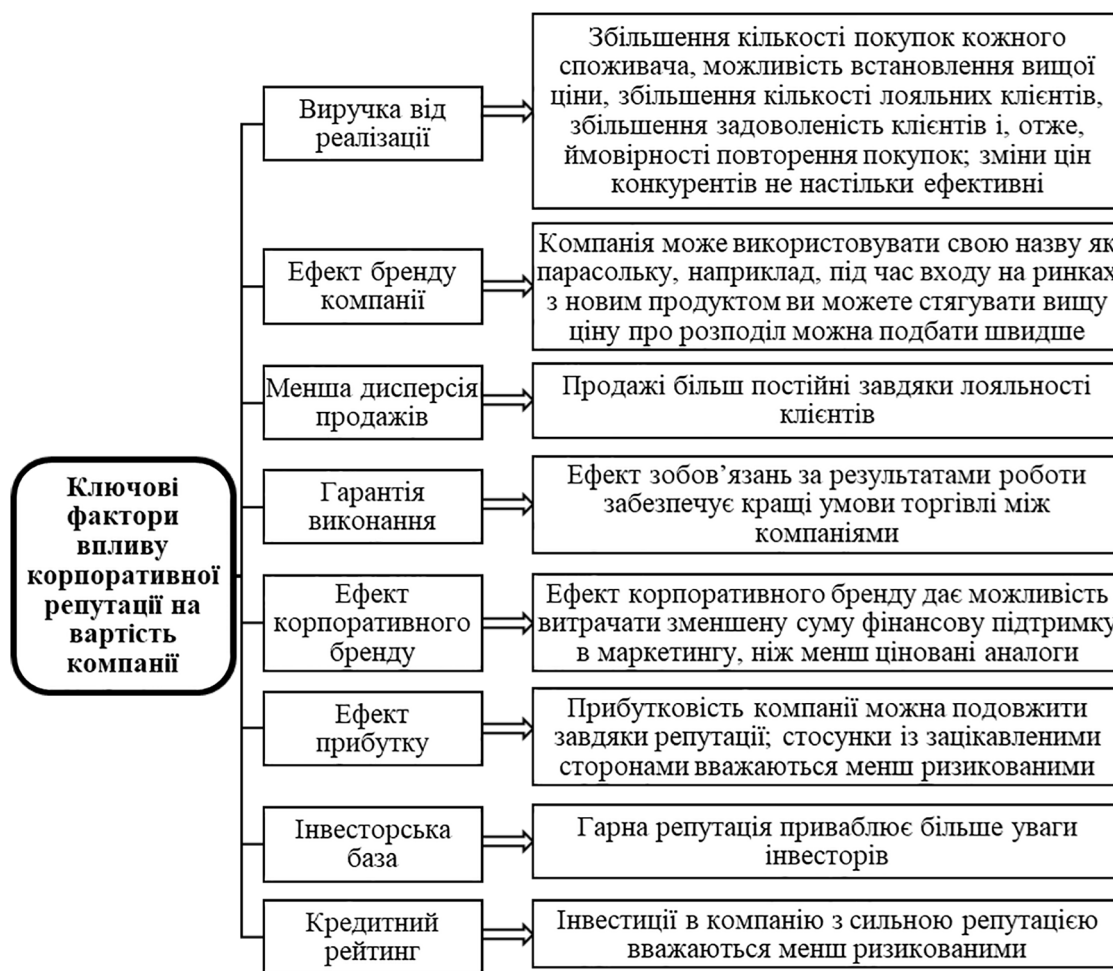 Ключові
фактори
впливу
корпоративної
репутації на
вартість
компанії
Виручка від
реалізації
Збільшення кількості покупок кожного
споживача, можливість встановлення вищої
ціни, збільшення кількості лояльних клієнтів,
збільшення задоволеність клієнтів і, отже,
ймовірності повторення покупок; зміни цін
конкурентів не настільки ефективні
Ефект бренду
компанії
Компанія може використовувати свою назву як
парасольку, наприклад, під час входу на ринках
з новим продуктом ви можете стягувати вищу
ціну про розподіл можна подбати швидше
Менша дисперсія
продажів
Продажі більш постійні завдяки лояльності
клієнтів
Гарантія
виконання
Ефект зобов’язань за результатами роботи
забезпечує кращі умови торгівлі між
компаніями
Ефект
корпоративного
бренду
Ефект корпоративного бренду дає можливість
витрачати зменшену суму фінансову підтримку
в маркетингу, ніж менш ціновані аналоги
Ефект
прибутку
Прибутковість компанії можна подовжити
завдяки репутації; стосунки із зацікавленими
сторонами вважаються менш ризикованими
Інвесторська
база
Гарна репутація приваблює більше уваги
інвесторів
Кредитний
рейтинг
Інвестиції в компанію з сильною репутацією
вважаються менш ризикованими